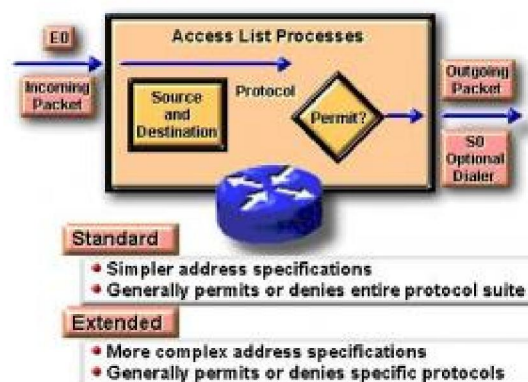 E0
Access List Processes
Incoming
Packet
Source
and
Destination
Protocol
Permit?
Outgoing
Packet
S0
Optional
Dialer
Standard
Simpler address specifications
Generally permits or denies entire protocol suite
Extended
More complex address specifications
Generally permits or denies specific protocols